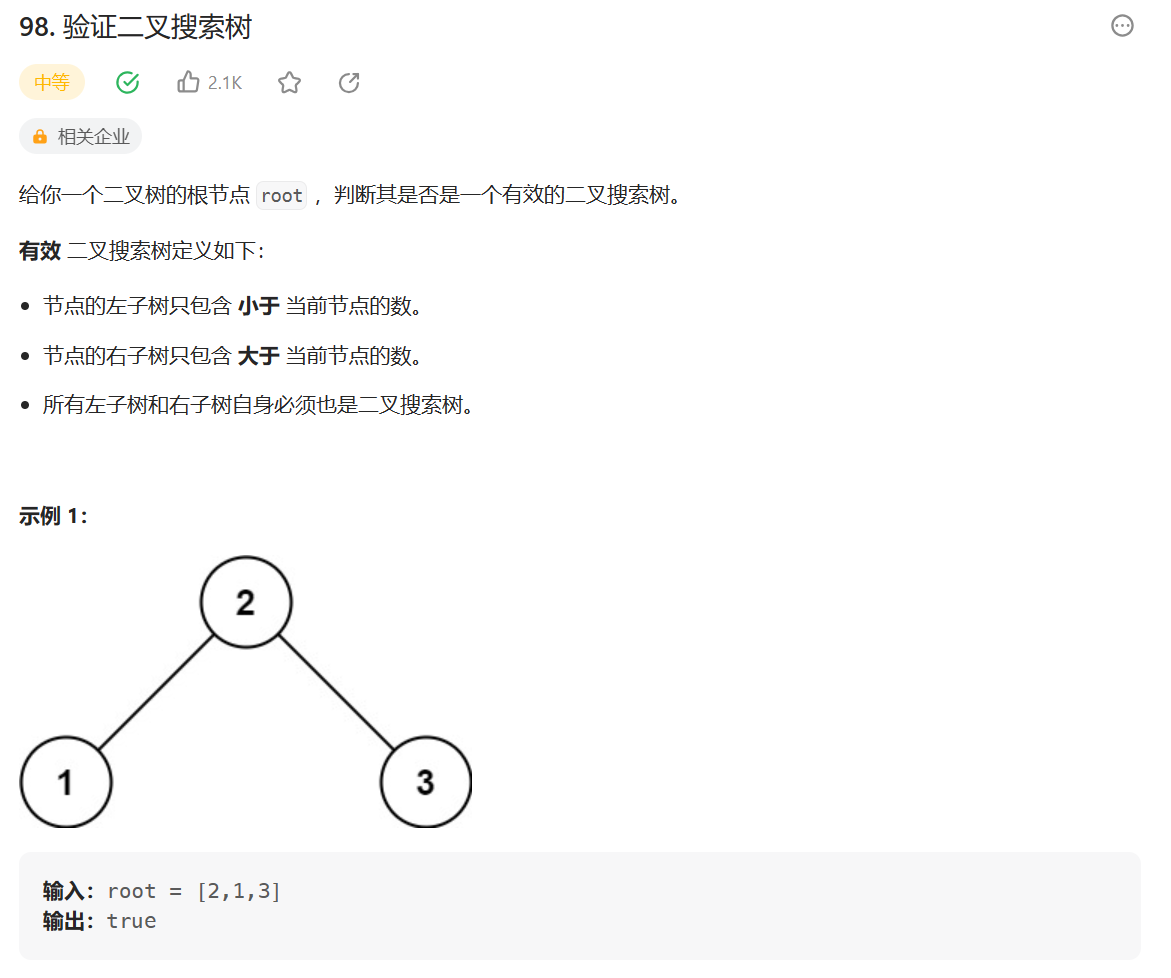 98. 验证二叉搜索树
中等
2.1K
相关企业
给你一个二叉树的根节点 root ，判断其是否是一个有效的二叉搜索树。
有效 二叉搜索树定义如下：
节点的左子树只包含 小于 当前节点的数。
节点的右子树只包含 大于 当前节点的数。
所有左子树和右子树自身必须也是二叉搜索树。
示例 1：
2
1 3
输入：root = [2,1,3]
输出：true